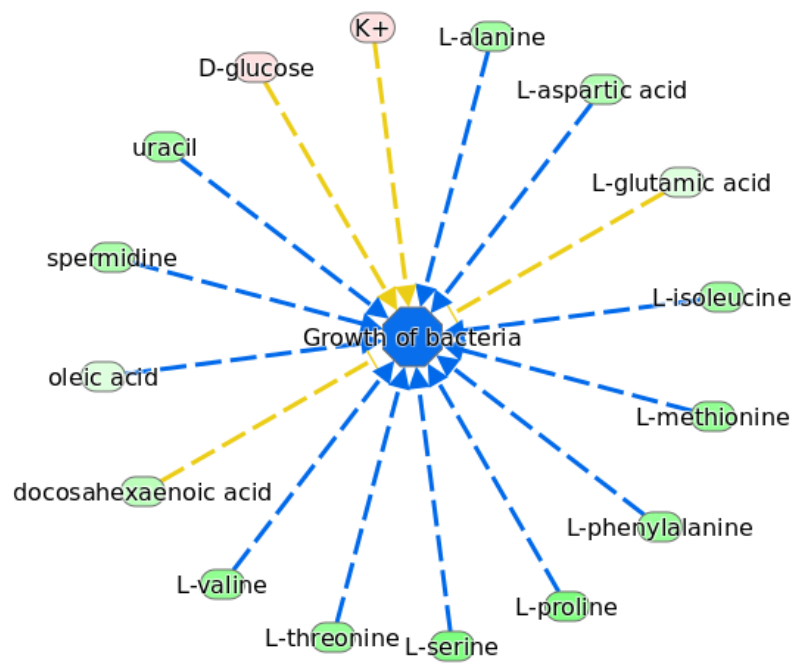 K+
L-alanine
D-glucose
L-aspartic acid
uracil
L-glutamic acid
spermidine
L-isoleucine
Growth of bacteria
oleic acid
L-methionine
docosahexaenoic acid
L-phenylalanine
L-valine
L-proline
L-threonine
L-serine